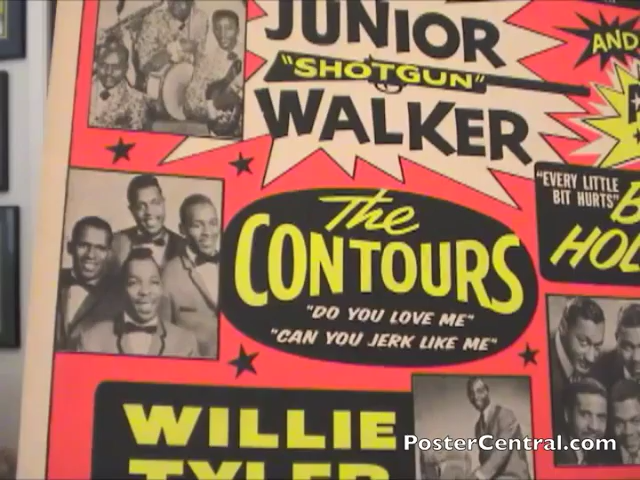 JUNIOR
"SHOTGUN"
WALKER
AND
"EVERY LITTLE
BIT HURTS"
The
CONTOURS
"DO YOU LOVE ME"
"CAN YOU JERK LIKE ME"
WILLIE
TYLER
PosterCentral.com